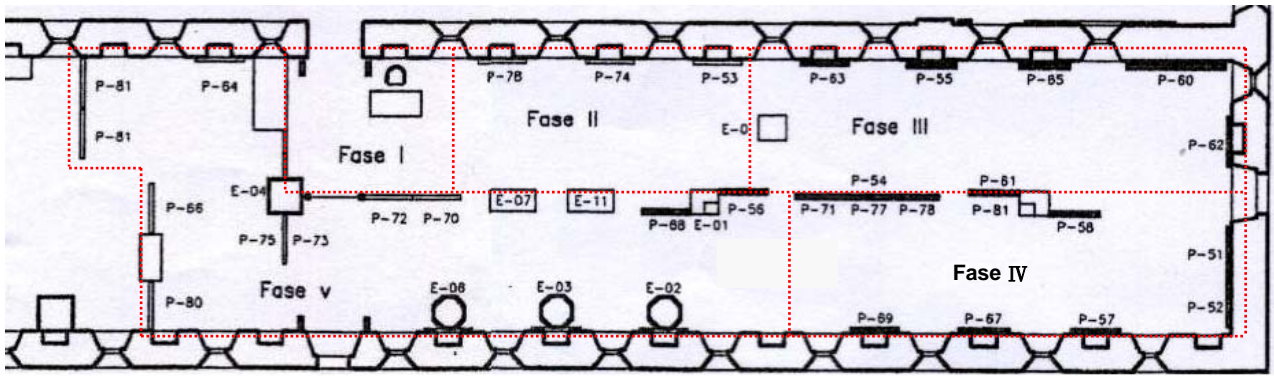 P-81
P-64
P-78
P-74
P-53
P-63
P-55
P-65
P-60
P-81
Fase I
Fase II
E-0
Fase III
P-62
E-04
P-66
P-72 P-70
E-07
E-11
P-68
E-01
P-56
P-54
P-71 P-77 P-78
P-61
P-81
P-58
P-75
P-73
P-51
Fase v
Fase IV
P-80
E-06
E-03
E-02
P-69
P-67
P-57
P-52